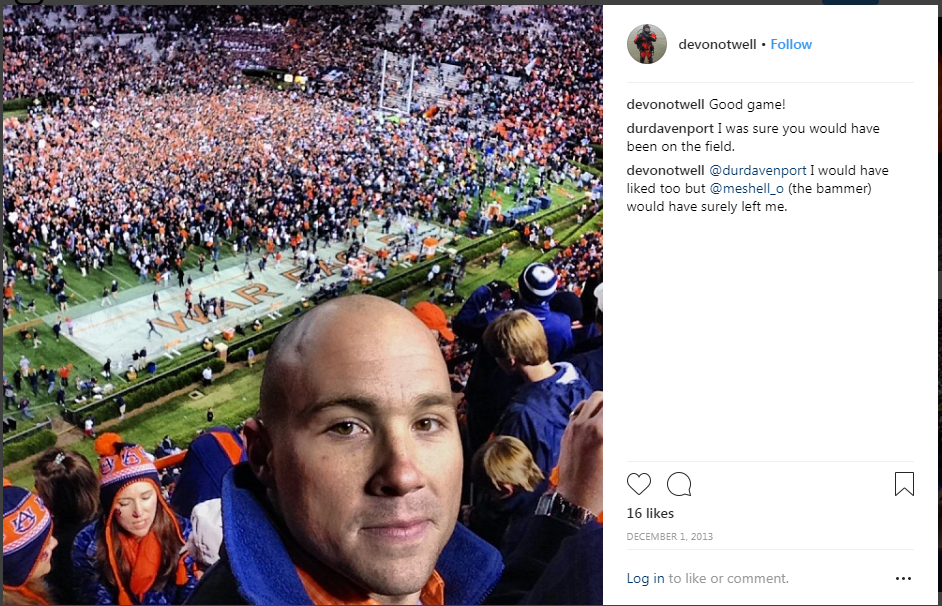 WAR EAGLE
AU
AU
devonotwell • Follow
devonotwell Good game!
durdavenport I was sure you would have
been on the field.
devonotwell @durdavenport I would have
liked too but @meshell_o (the bammer)
would have surely left me.
16 likes
DECEMBER 1, 2013
Log in to like or comment.